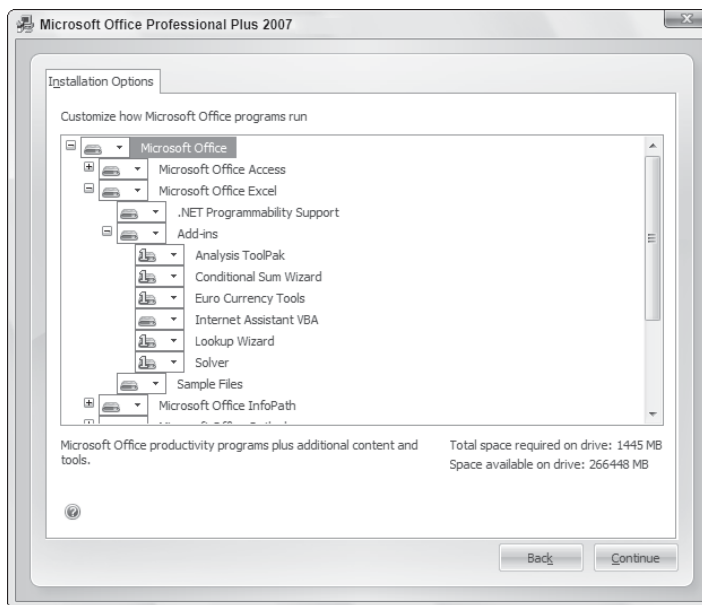 Microsoft Office Professional Plus 2007
Installation Options
Customize how Microsoft Office programs run
Microsoft Office
Microsoft Office Access
Microsoft Office Excel
.NET Programmability Support
Add-ins
Analysis ToolPak
Conditional Sum Wizard
Euro Currency Tools
Internet Assistant VBA
Lookup Wizard
Solver
Sample Files
Microsoft Office InfoPath
Microsoft Office productivity programs plus additional content and
tools.
Total space required on drive: 1445 MB
Space available on drive: 266448 MB
Back
Continue